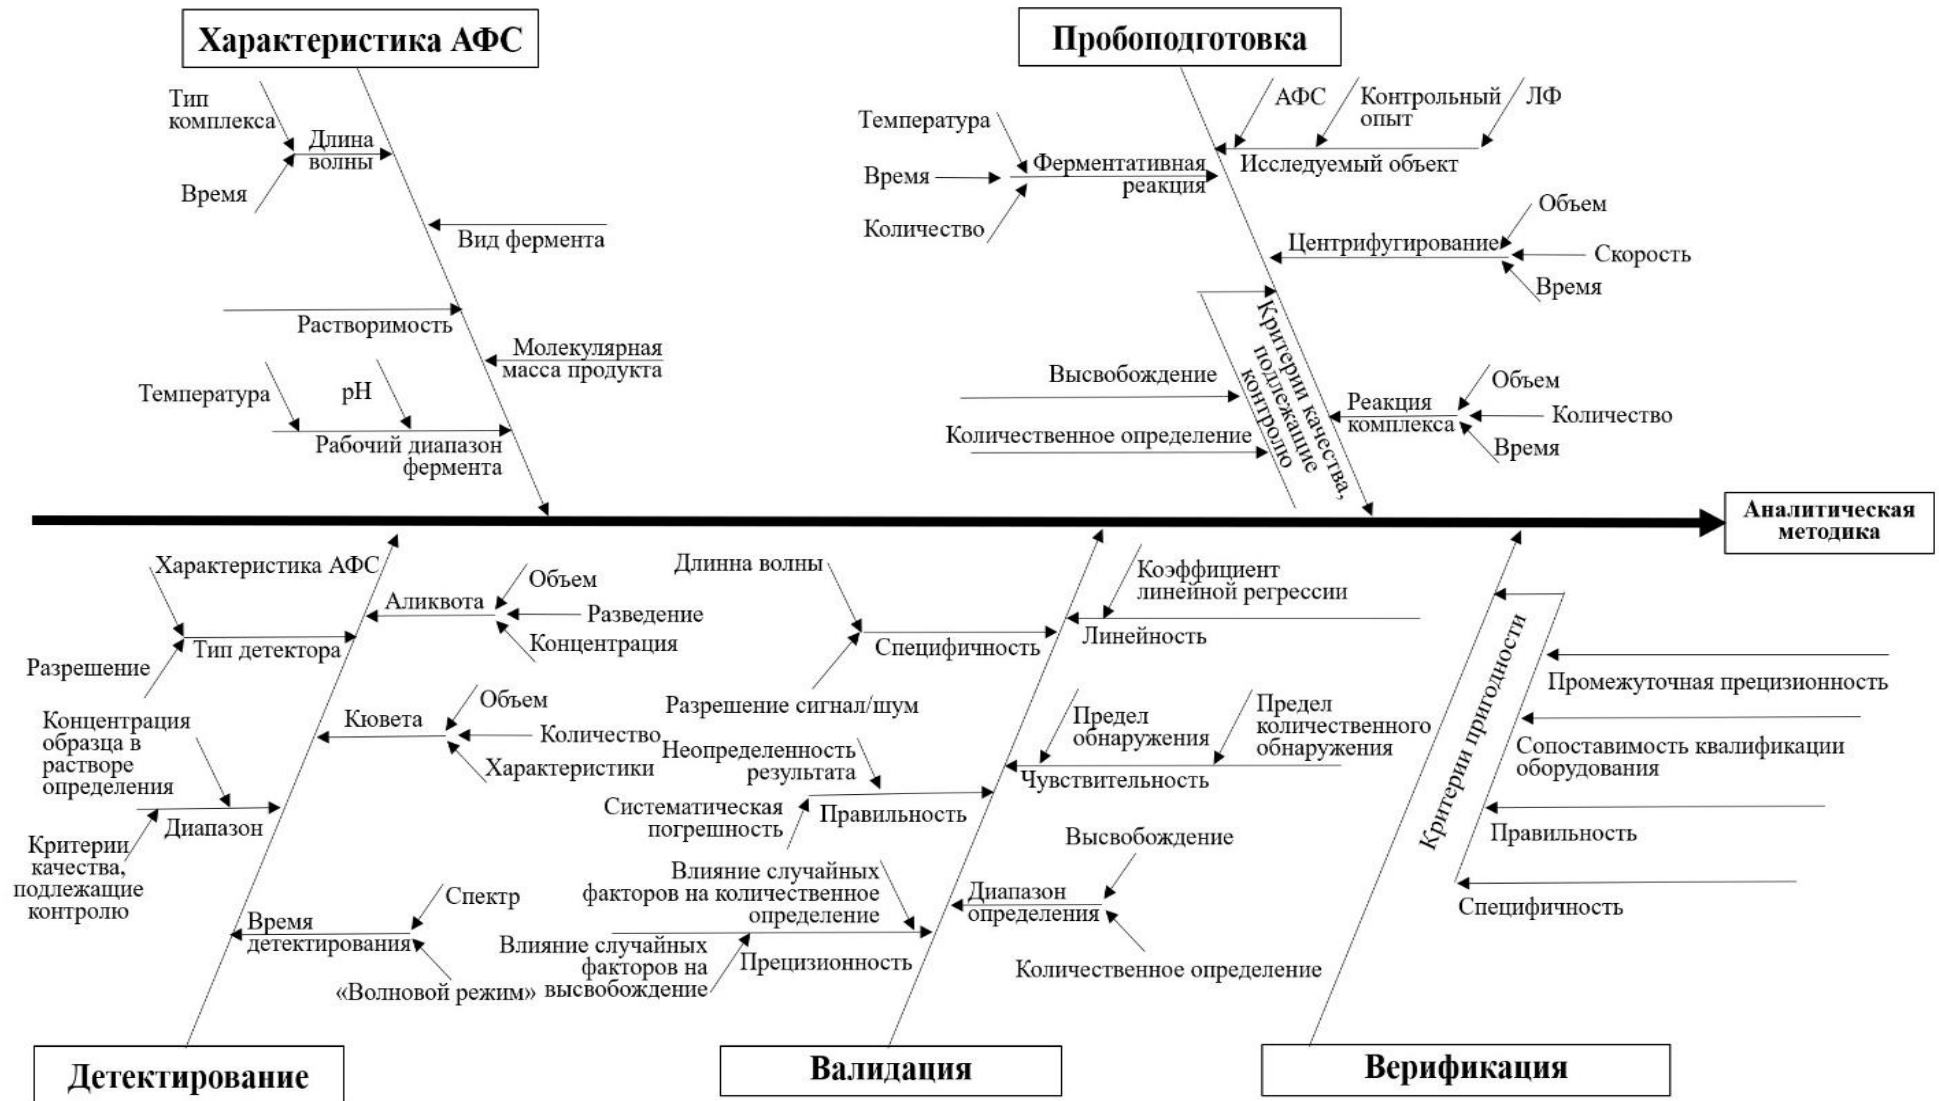 Характеристика АФС
Тип
комплекса
Длина
волны
Время
Вид фермента
Растворимость
Молекулярная
масса продукта
Температура
pH
Рабочий диапазон
фермента
Пробоподготовка
Температура
Время
Количество
Ферментативная
реакция
АФС
Контрольный
опыт
ЛФ
Исследуемый объект
Центрифугирование
Объем
Скорость
Время
Критерии качества,
подлежащие
контролю
Высвобождение
Количественное определение
Реакция
комплекса
Объем
Количество
Время
Аналитическая
методика
Характеристика АФС
Тип детектора
Разрешение
Аликвота
Объем
Разведение
Концентрация
Кювета
Объем
Количество
Характеристики
Концентрация
образца в
растворе
определения
Диапазон
Критерии
качества,
подлежащие
контролю
Время
детектирования
Спектр
«Волновой режим»
Детектирование
Длинна волны
Специфичность
Разрешение сигнал/шум
Коэффициент
линейной регрессии
Линейность
Предел
обнаружения
Предел
количественного
обнаружения
Чувствительность
Неопределенность
результата
Систематическая
погрешность
Правильность
Влияние случайных
факторов на количественное
определение
Влияние случайных
факторов на
высвобождение
Прецизионность
Высвобождение
Диапазон
определения
Количественное определение
Валидация
Критерии пригодности
Промежуточная прецизионность
Сопоставимость квалификации
оборудования
Правильность
Специфичность
Верификация